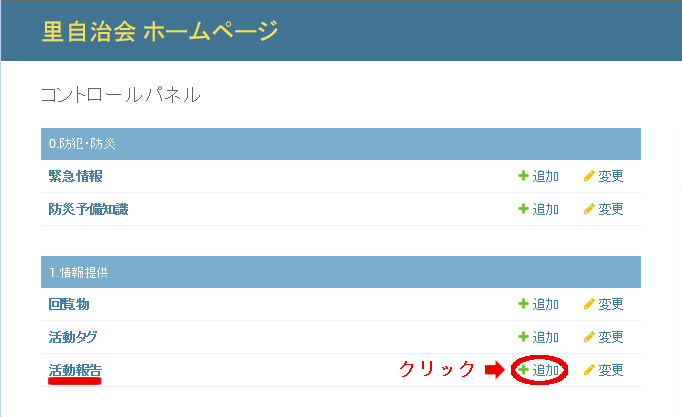 里自治会 ホームページ
コントロールパネル
0.防犯・防災
緊急情報 追加 変更
防災予備知識 追加 変更
1.情報提供
回覧物 追加 変更
活動タグ 追加 変更
活動報告 クリック 追加 変更